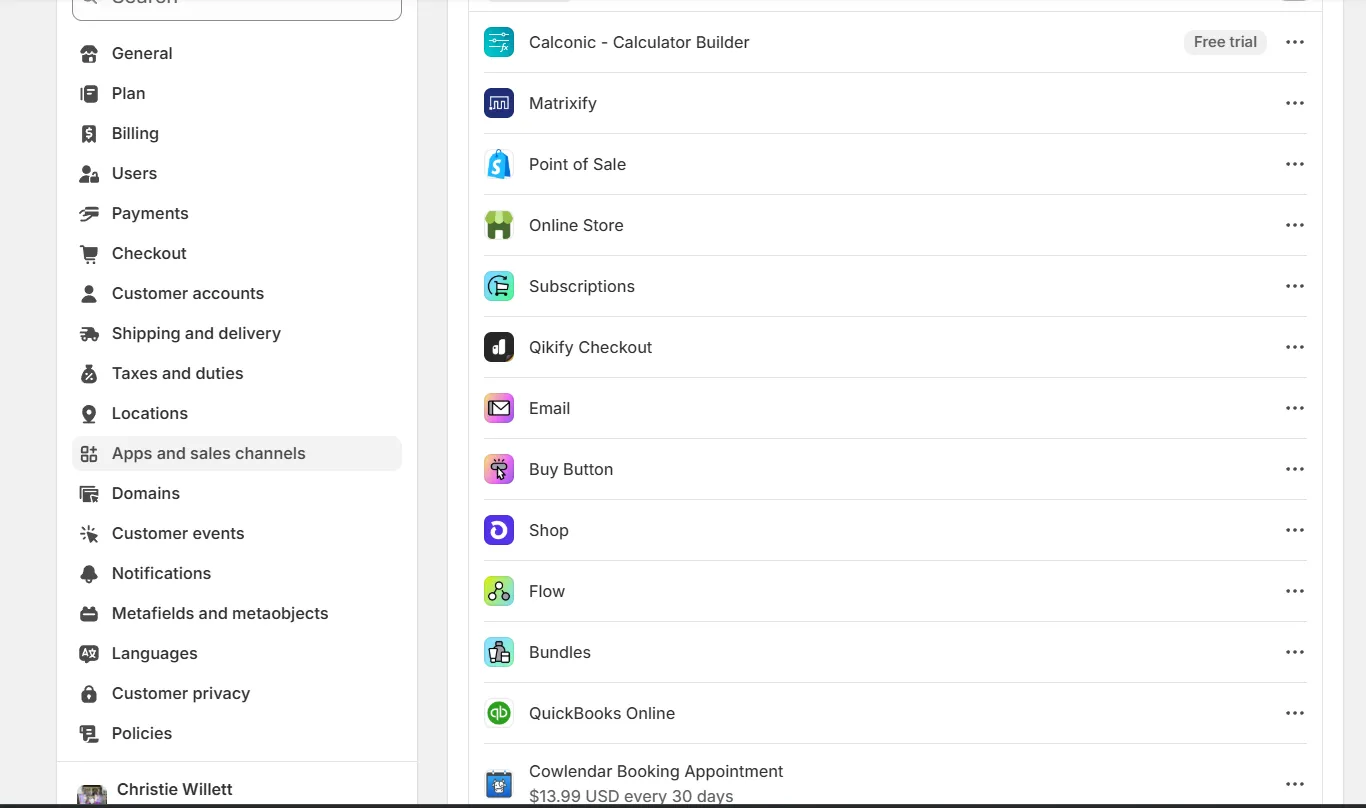 Search
General
Plan
Billing
Users
Payments
Checkout
Customer accounts
Shipping and delivery
Taxes and duties
Locations
Apps and sales channels
Domains
Customer events
Notifications
Metafields and metaobjects
Languages
Customer privacy
Policies
Christie Willett
Calconic - Calculator Builder
Free trial
Matrixify
Point of Sale
Online Store
Subscriptions
Qikify Checkout
Email
Buy Button
Shop
Flow
Bundles
qb
QuickBooks Online
Cowlendar Booking Appointment
$13.99 USD every 30 days